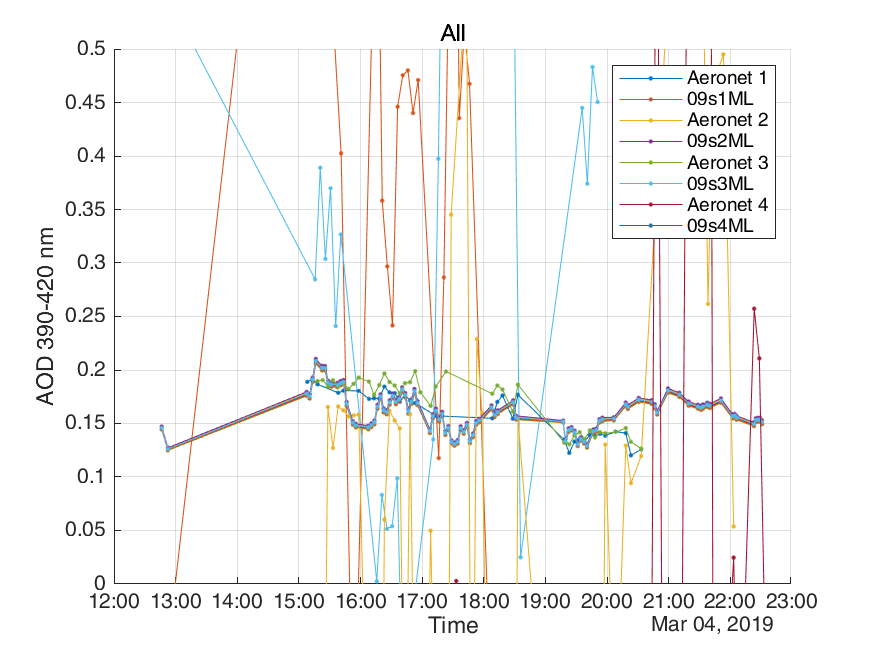 All
0.5
0.45
0.4
0.35
0.3
0.25
0.2
0.15
0.1
0.05
0
AOD 390-420 nm
Aeronet 1
09s1ML
Aeronet 2
09s2ML
Aeronet 3
09s3ML
Aeronet 4
09s4ML
12:00 13:00 14:00 15:00 16:00 17:00 18:00 19:00 20:00 21:00 22:00 23:00
Time
Mar 04, 2019